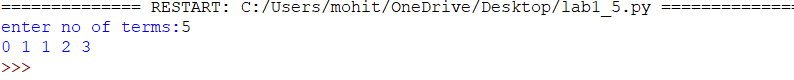 ============== RESTART: C:/Users/mohit/OneDrive/Desktop/lab1_5.py ==============
enter no of terms:5
0 1 1 2 3
>>>